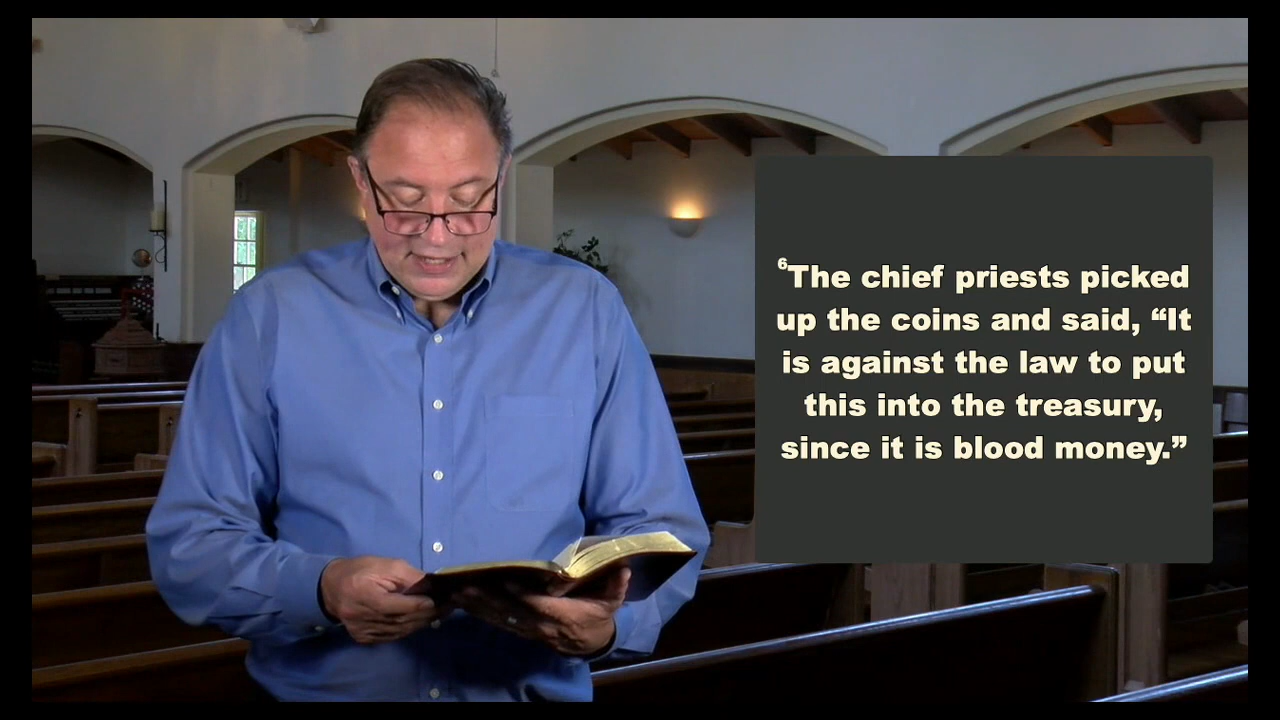 ⁶The chief priests picked
up the coins and said, “It
is against the law to put
this into the treasury,
since it is blood money.”